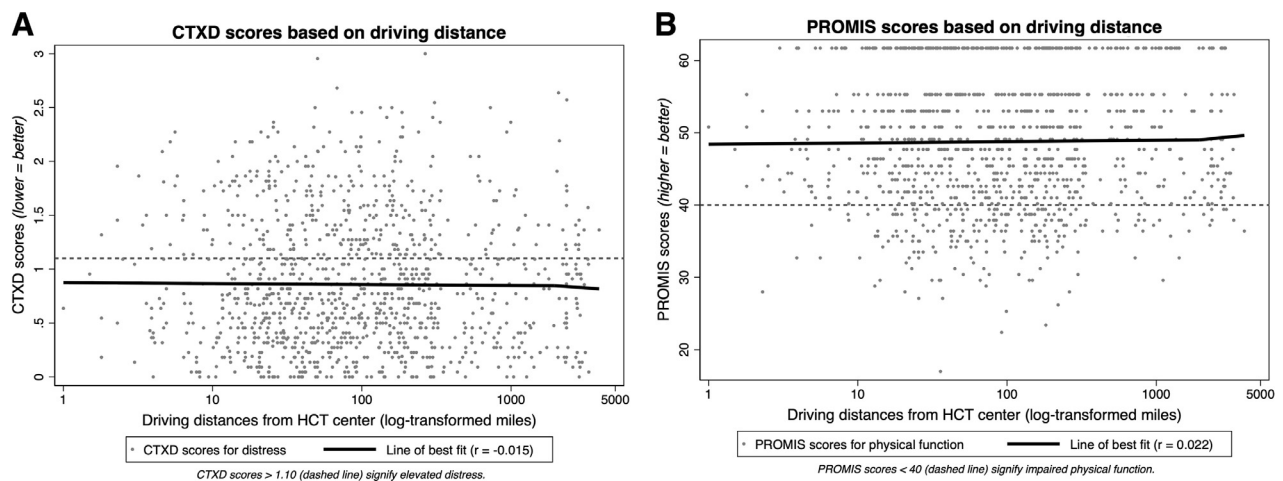 A
CTXD scores based on driving distance
CTXD scores (lower = better)
3
2.5
2
1.5
1
.5
0
1
10
100
1000
5000
Driving distances from HCT center (log-transformed miles)
CTXD scores for distress
Line of best fit (r = -0.015)
CTXD scores > 1.10 (dashed line) signify elevated distress.
B
PROMIS scores based on driving distance
PROMIS scores (higher = better)
60
50
40
30
20
1
10
100
1000
5000
Driving distances from HCT center (log-transformed miles)
PROMIS scores for physical function
Line of best fit (r = 0.022)
PROMIS scores < 40 (dashed line) signify impaired physical function.